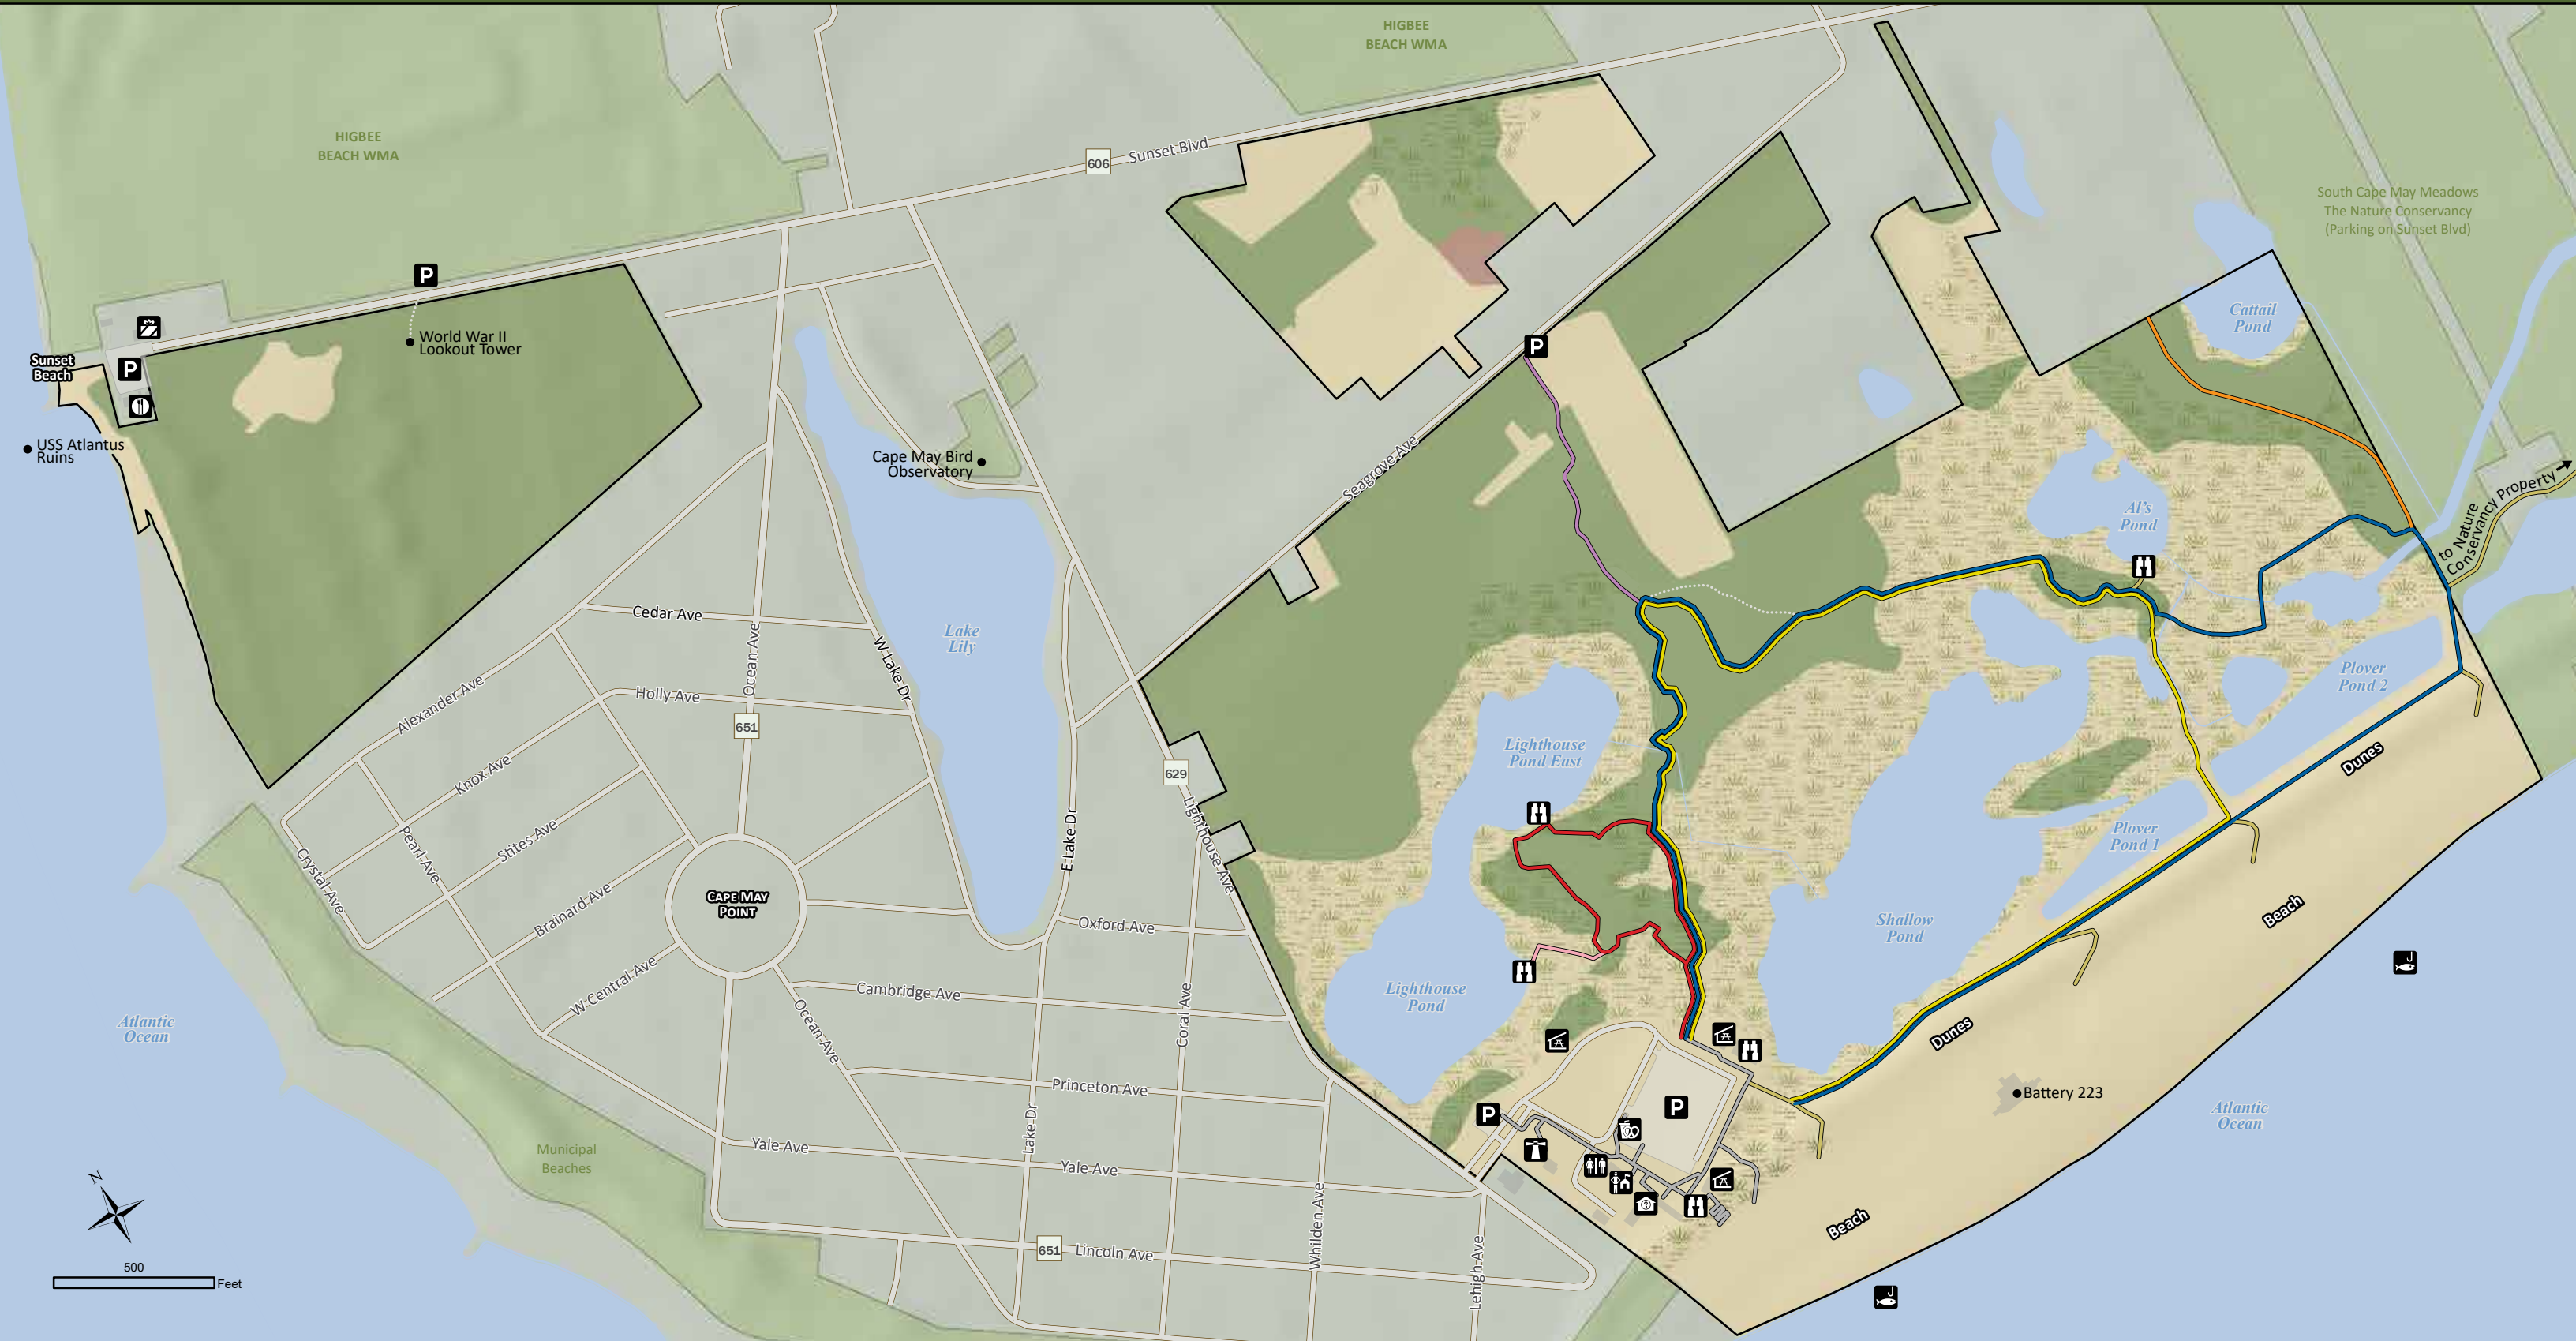 HIGBEE
BEACH WMA
HIGBEE
BEACH WMA
606
Sunset Blvd
South Cape May Meadows
The Nature Conservancy
(Parking on Sunset Blvd)
P
World War II
Lookout Tower
Sunset
Beach
P
USS Atlantus
Ruins
Cape May Bird
Observatory
P
Seagrove Ave
Cattail
Pond
Al's
Pond
to Nature
Conservancy Property
Cedar Ave
Ocean Ave
W Lake Dr
Lake
Lily
Alexander Ave
Holly Ave
651
Knox Ave
Plover
Pond 2
Lighthouse
Pond East
629
Lighthouse Ave
Dunes
Crystal Ave
Pearl Ave
Stites Ave
E Lake Dr
Plover
Pond 1
Brainard Ave
CAPE MAY
POINT
Oxford Ave
Shallow
Pond
Beach
W Central Ave
Cambridge Ave
Lighthouse
Pond
Atlantic
Ocean
Ocean Ave
Coral Ave
Dunes
Princeton Ave
Battery 223
P
P
Atlantic
Ocean
Municipal
Beaches
Yale Ave
Lake Dr
Yale Ave
N
Whilden Ave
Beach
651
Lincoln Ave
Lehigh Ave
500
Feet